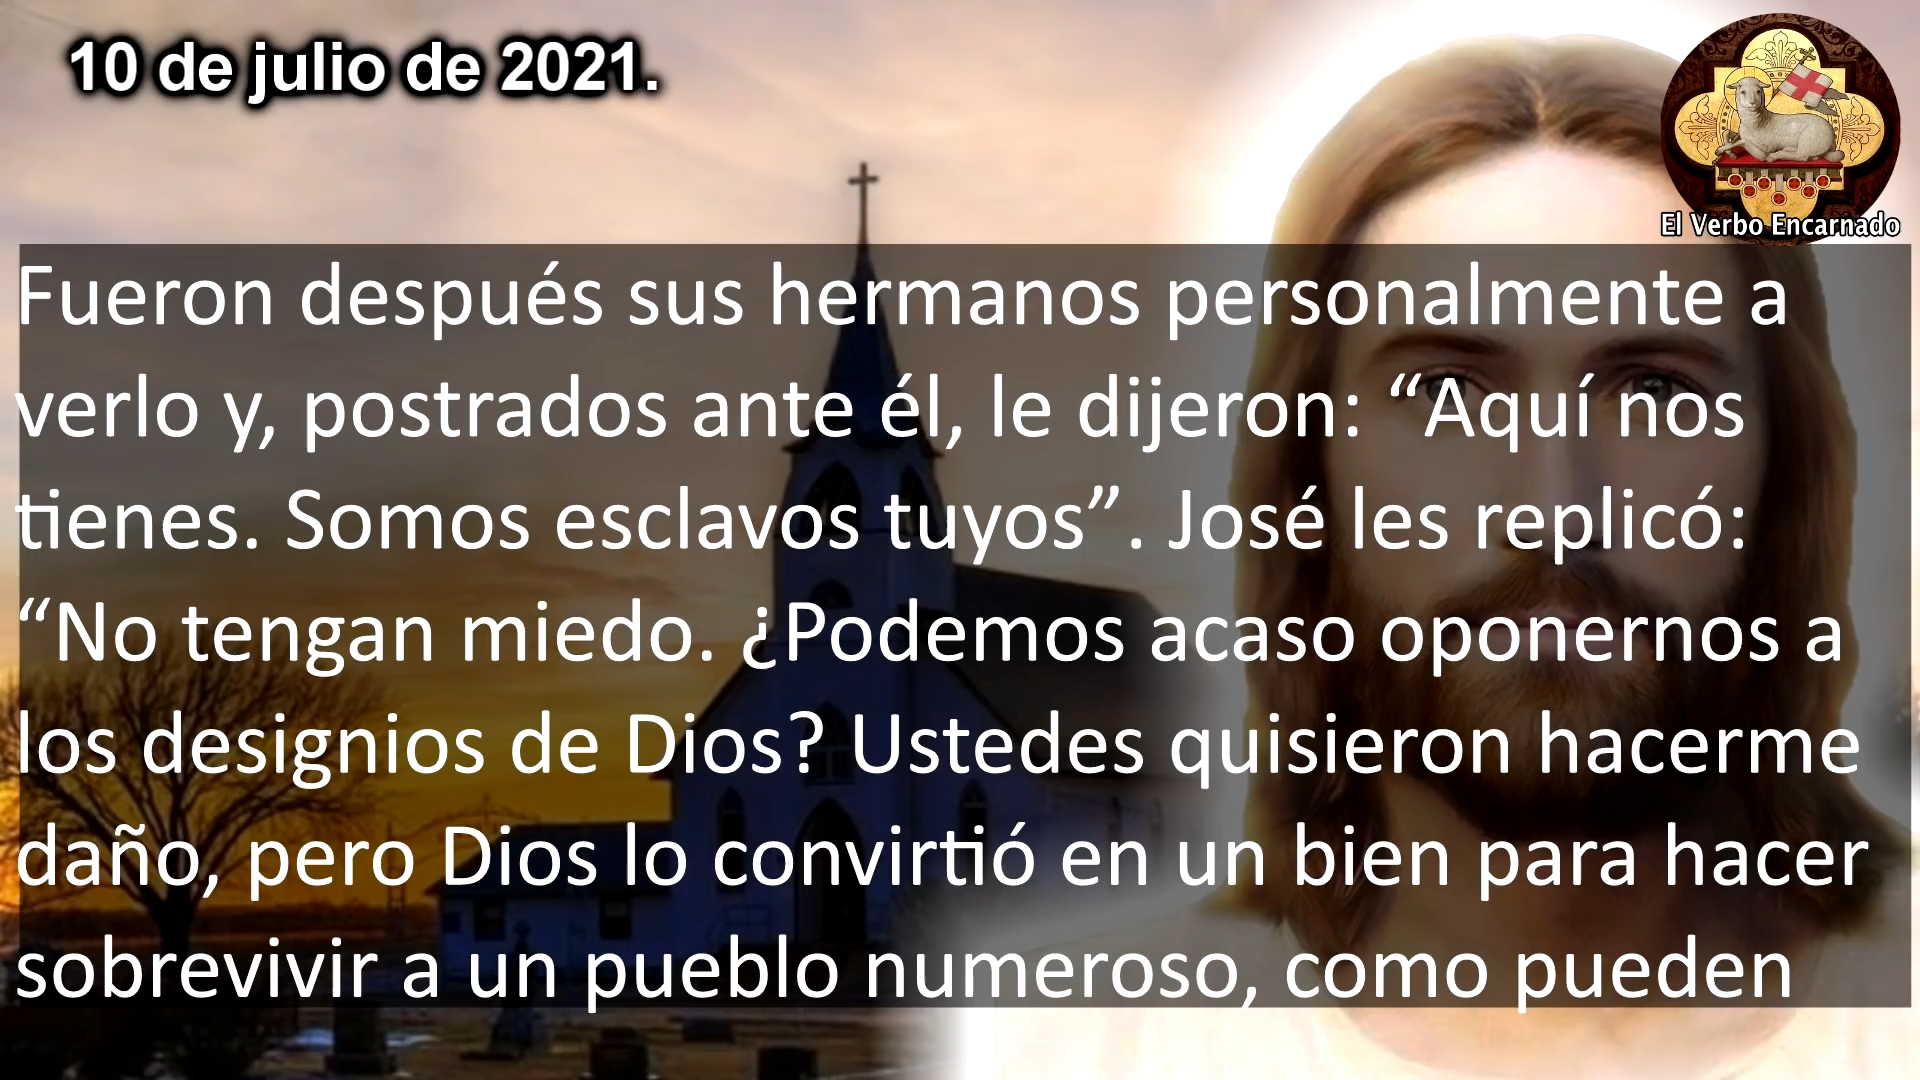 10 de julio de 2021.
El Verbo Encarnado
Fueron después sus hermanos personalmente a
verlo y, postrados ante él, le dijeron: “Aquí nos
tienes. Somos esclavos tuyos”. José les replicó:
“No tengan miedo. ¿Podemos acaso oponernos a
los designios de Dios? Ustedes quisieron hacerme
daño, pero Dios lo convirtió en un bien para hacer
sobrevivir a un pueblo numeroso, como pueden